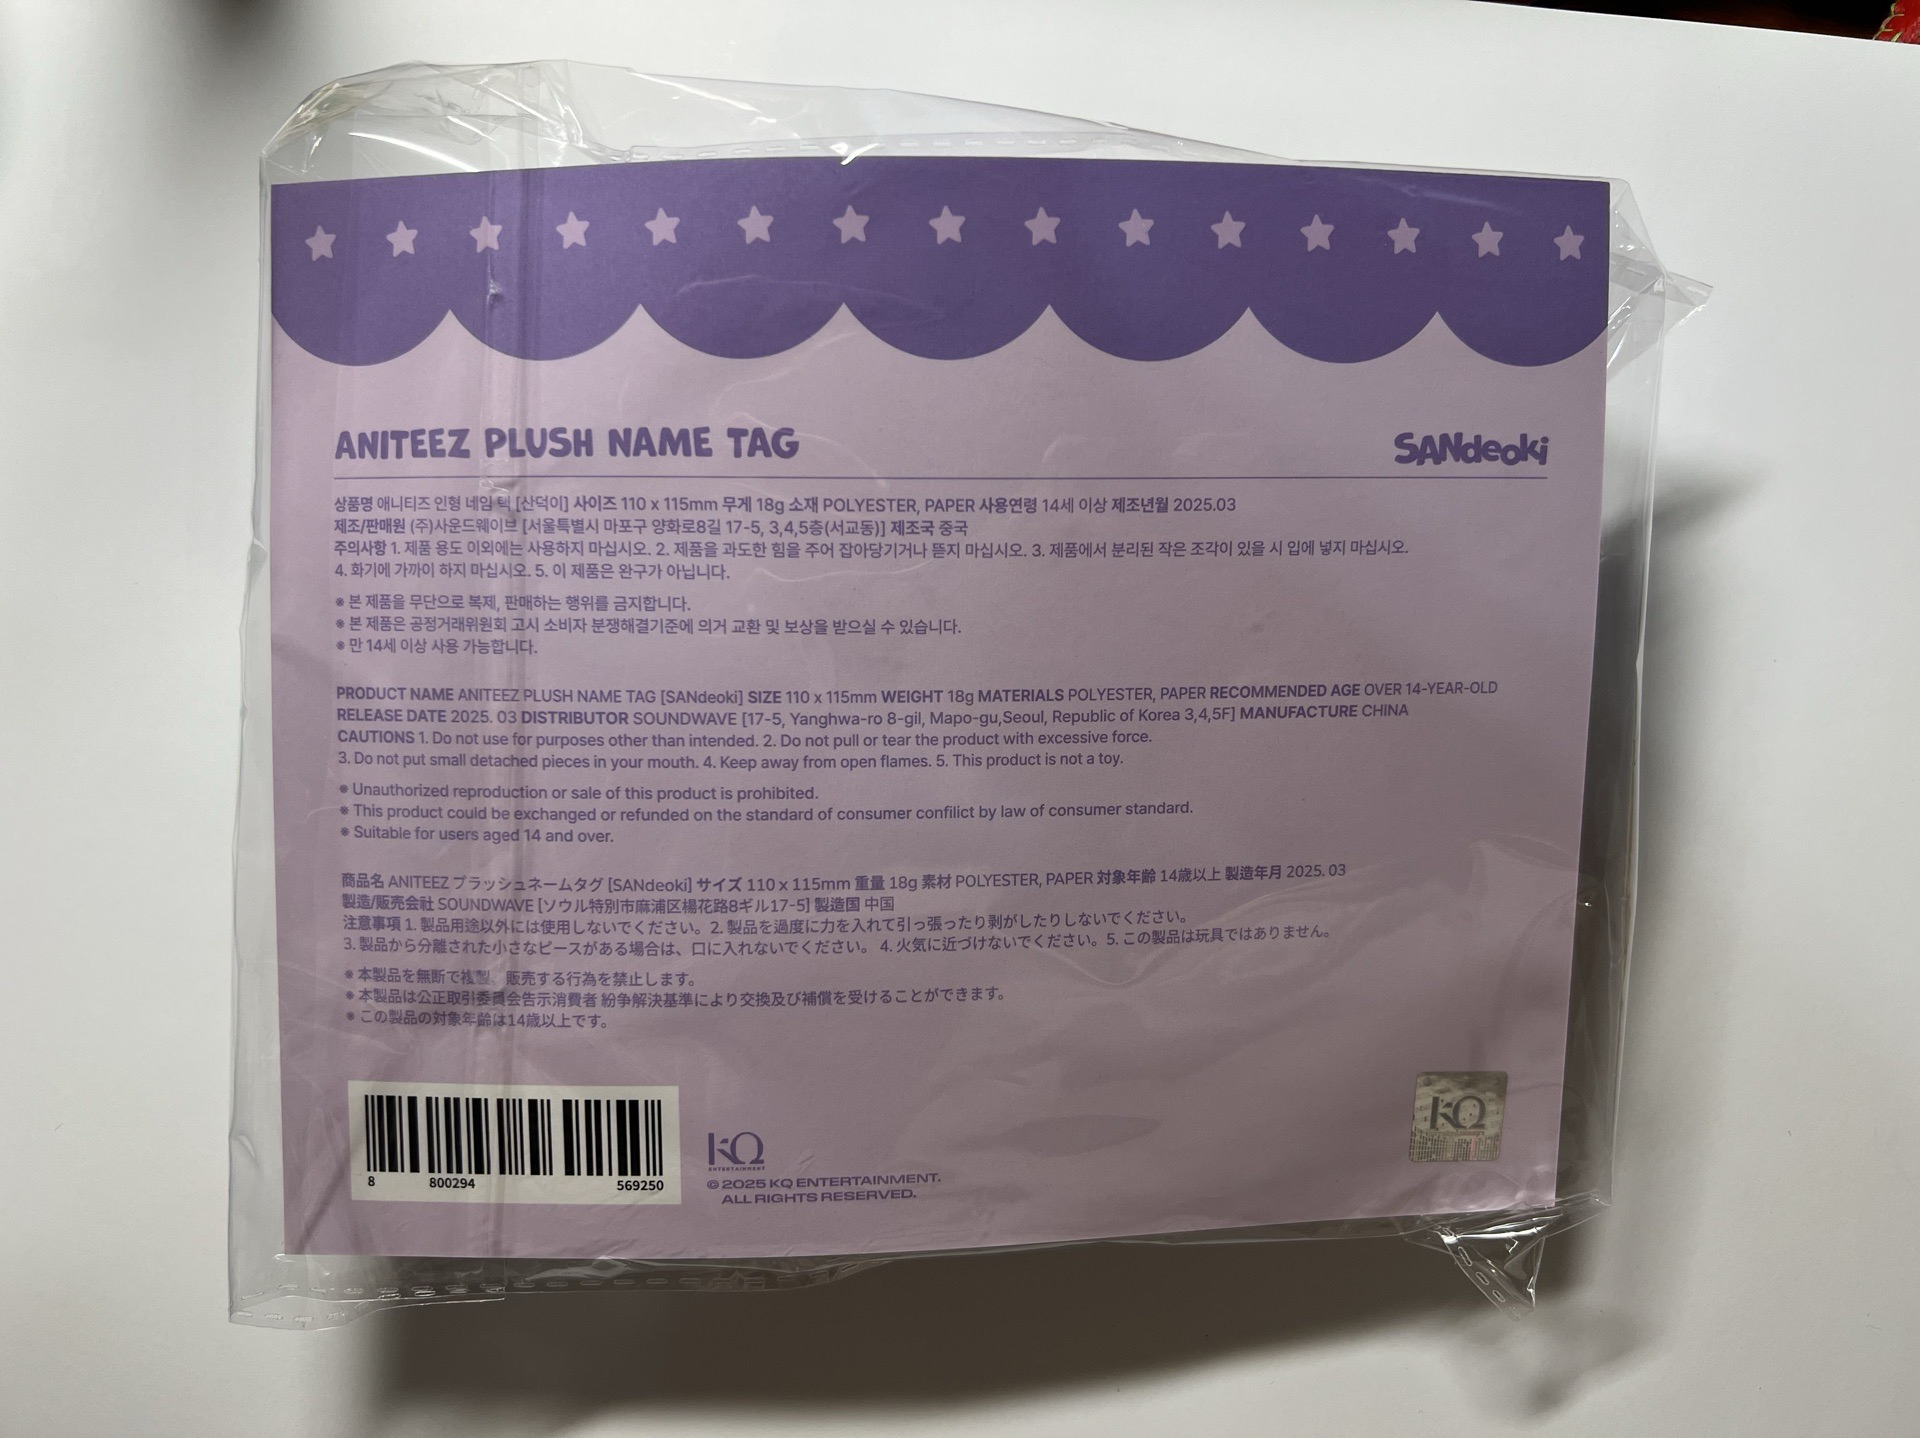 ANITEEZ PLUSH NAME TAG
SANdeoki
상품명 애니티즈 인형 네임 택 [산덕이] 사이즈 110 x 115mm 무게 18g 소재 POLYESTER, PAPER 사용연령 14세 이상 제조년월 2025.03
제조/판매원 (주)사운드웨이브 [서울특별시 마포구 양화로8길 17-5, 3,4,5층(서교동)] 제조국 중국
주의사항 1. 제품 용도 이외에는 사용하지 마십시오. 2. 제품을 과도한 힘을 주어 잡아당기거나 뜯지 마십시오. 3. 제품에서 분리된 작은 조각이 있을 시 입에 넣지 마십시오.
4. 화기에 가까이 하지 마십시오. 5. 이 제품은 완구가 아닙니다.
※ 본 제품을 무단으로 복제, 판매하는 행위를 금지합니다.
※ 본 제품은 공정거래위원회 고시 소비자 분쟁해결기준에 의거 교환 및 보상을 받으실 수 있습니다.
※ 만 14세 이상 사용 가능합니다.
PRODUCT NAME ANITEEZ PLUSH NAME TAG [SANdeoki] SIZE 110 x 115mm WEIGHT 18g MATERIALS POLYESTER, PAPER RECOMMENDED AGE OVER 14-YEAR-OLD
RELEASE DATE 2025. 03 DISTRIBUTOR SOUNDWAVE [17-5, Yanghwa-ro 8-gil, Mapo-gu,Seoul, Republic of Korea 3,4,5F] MANUFACTURE CHINA
CAUTIONS 1. Do not use for purposes other than intended. 2. Do not pull or tear the product with excessive force.
3. Do not put small detached pieces in your mouth. 4. Keep away from open flames. 5. This product is not a toy.
※ Unauthorized reproduction or sale of this product is prohibited.
※ This product could be exchanged or refunded on the standard of consumer confilict by law of consumer standard.
※ Suitable for users aged 14 and over.
商品名 ANITEEZ プラッシュネームタグ [SANdeoki] サイズ 110 x 115mm 重量 18g 素材 POLYESTER, PAPER 対象年齢 14歳以上 製造年月 2025. 03
製造/販売会社 SOUNDWAVE [ソウル特別市麻浦区楊花路8ギル17-5] 製造国 中国
注意事項 1. 製品用途以外には使用しないでください。2. 製品を過度に力を入れて引っ張ったり剥がしたりしないでください。
3. 製品から分離された小さなピースがある場合は、口に入れないでください。 4. 火気に近づけないでください。5. この製品は玩具ではありません。
※ 本製品を無断で複製、販売する行為を禁止します。
※ 本製品は公正取引委員会告示消費者 紛争解決基準により交換及び補償を受けることができます。
※ この製品の対象年齢は14歳以上です。
8 800294 569250
KQ
ENTERTAINMENT
© 2025 KQ ENTERTAINMENT.
ALL RIGHTS RESERVED.
KQ